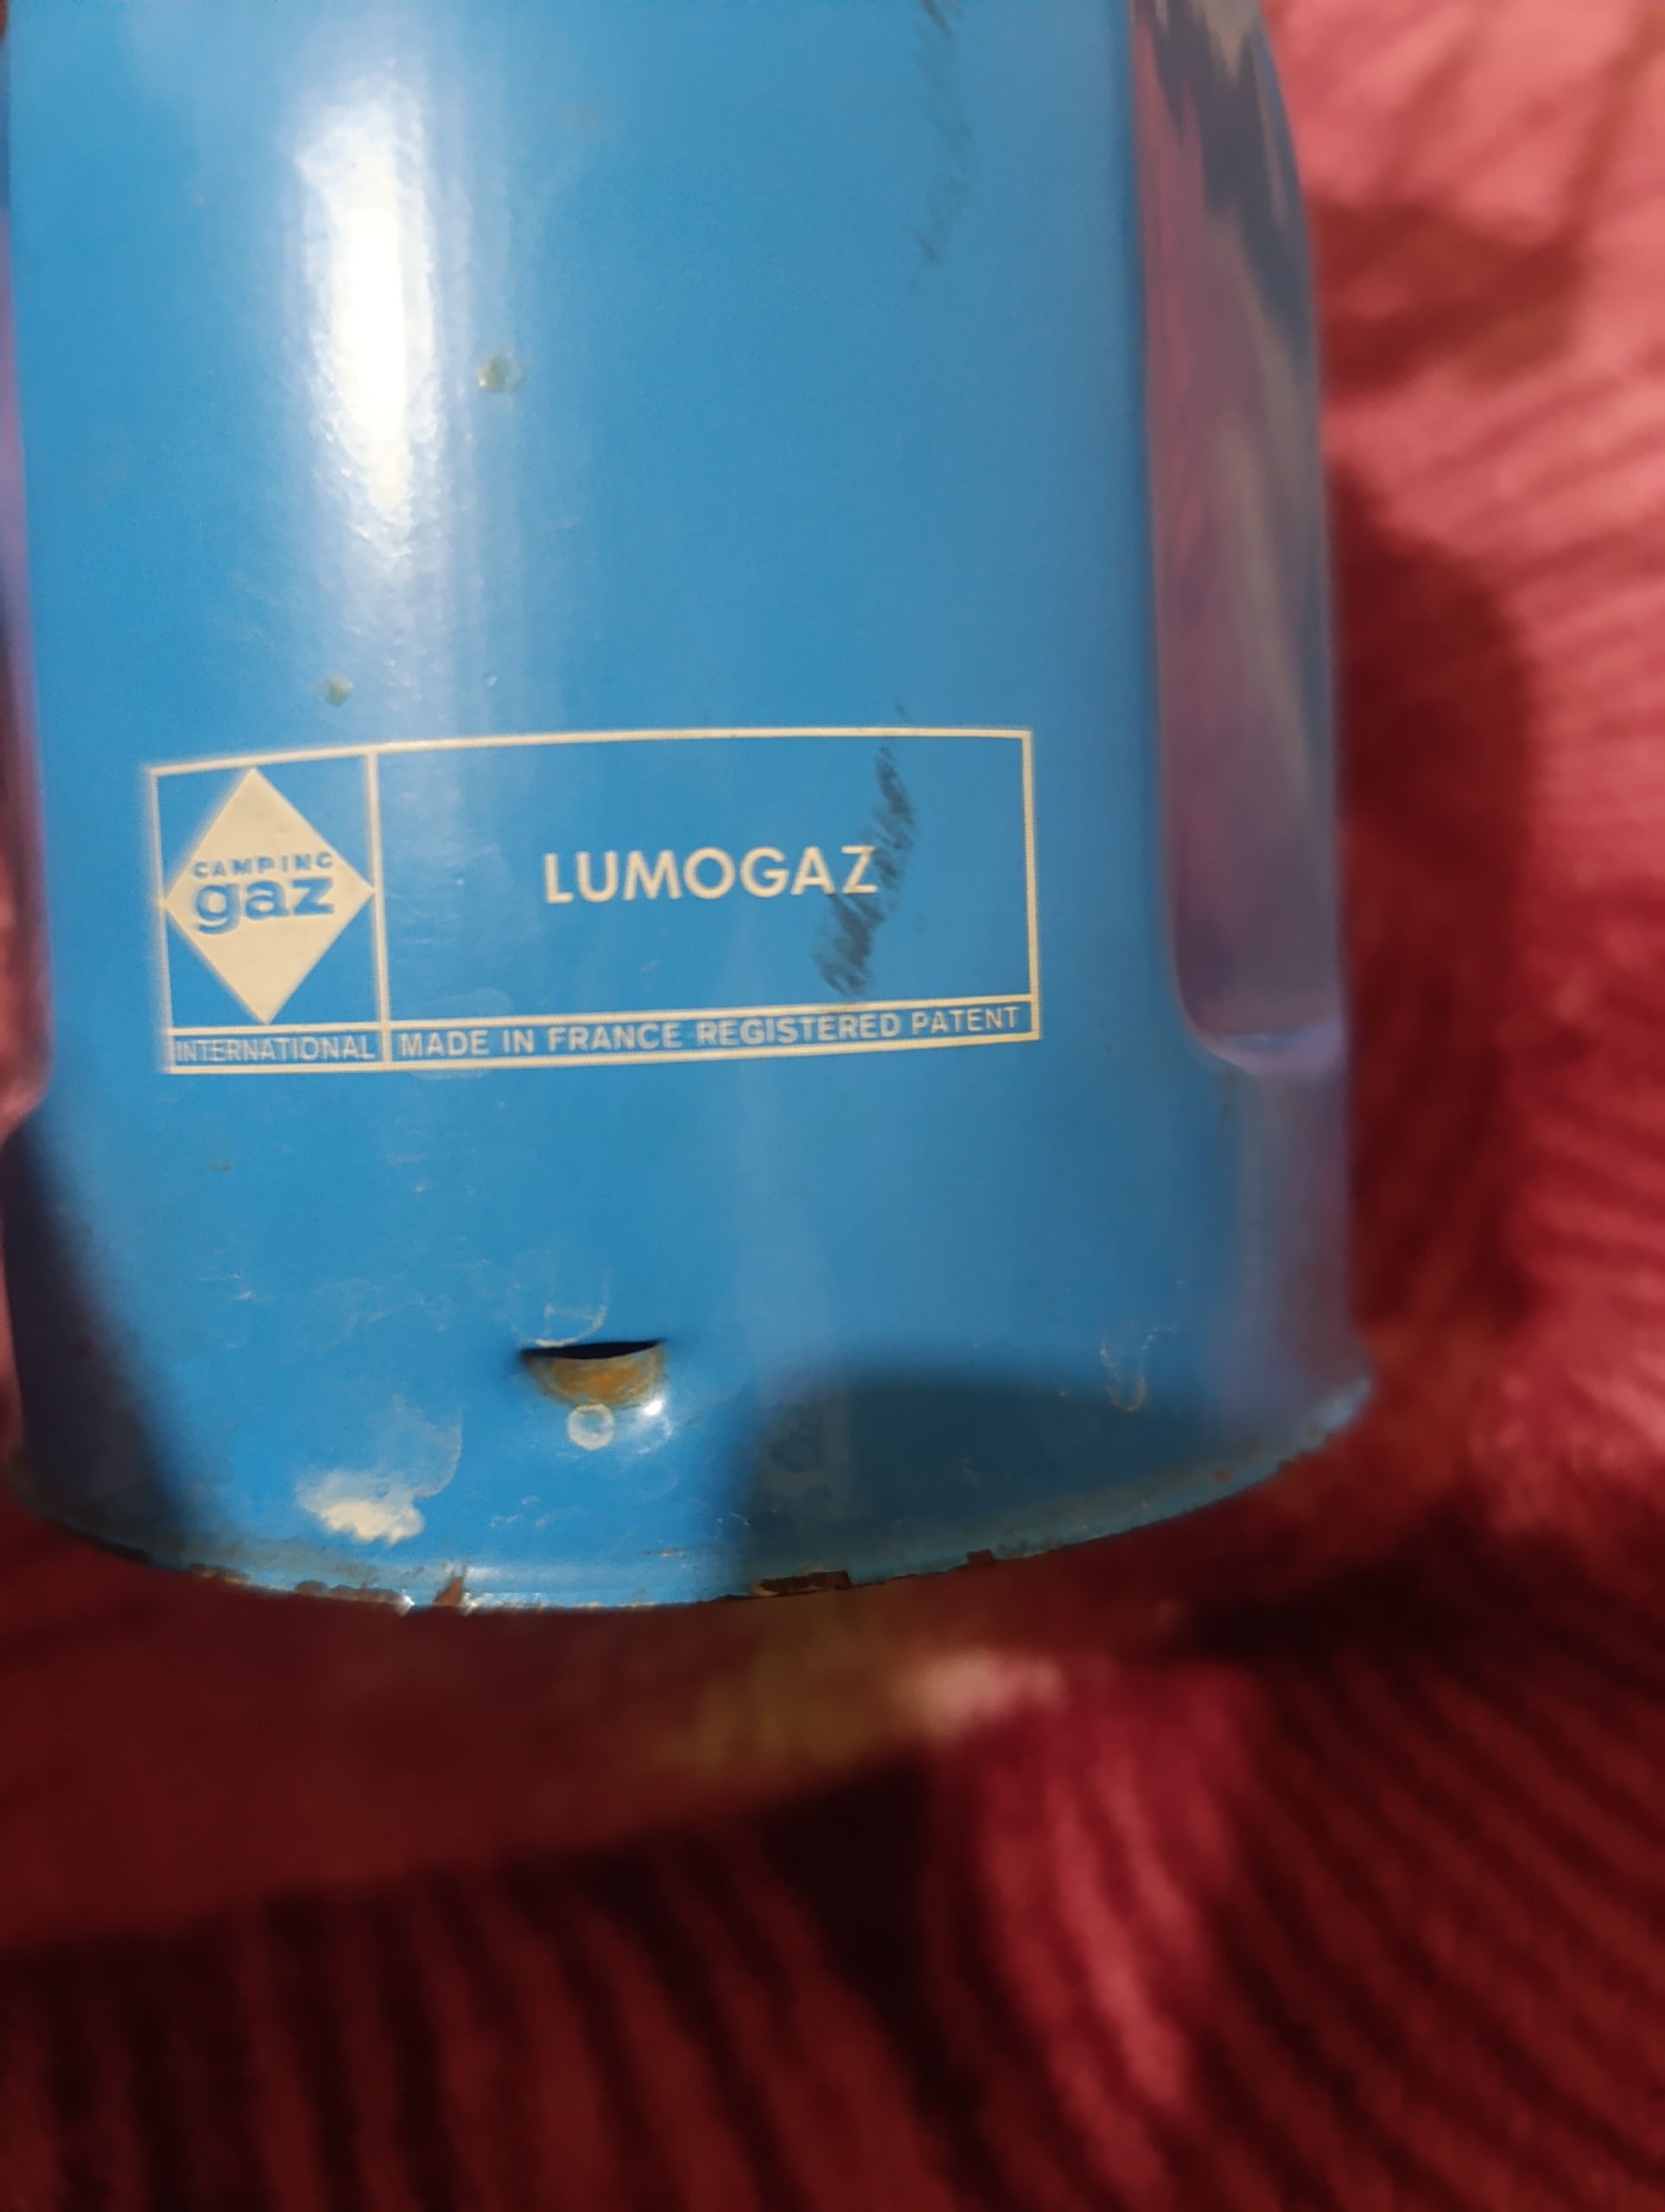 CAMPING
gaz
LUMOGAZ
INTERNATIONAL MADE IN FRANCE REGISTERED PATENT